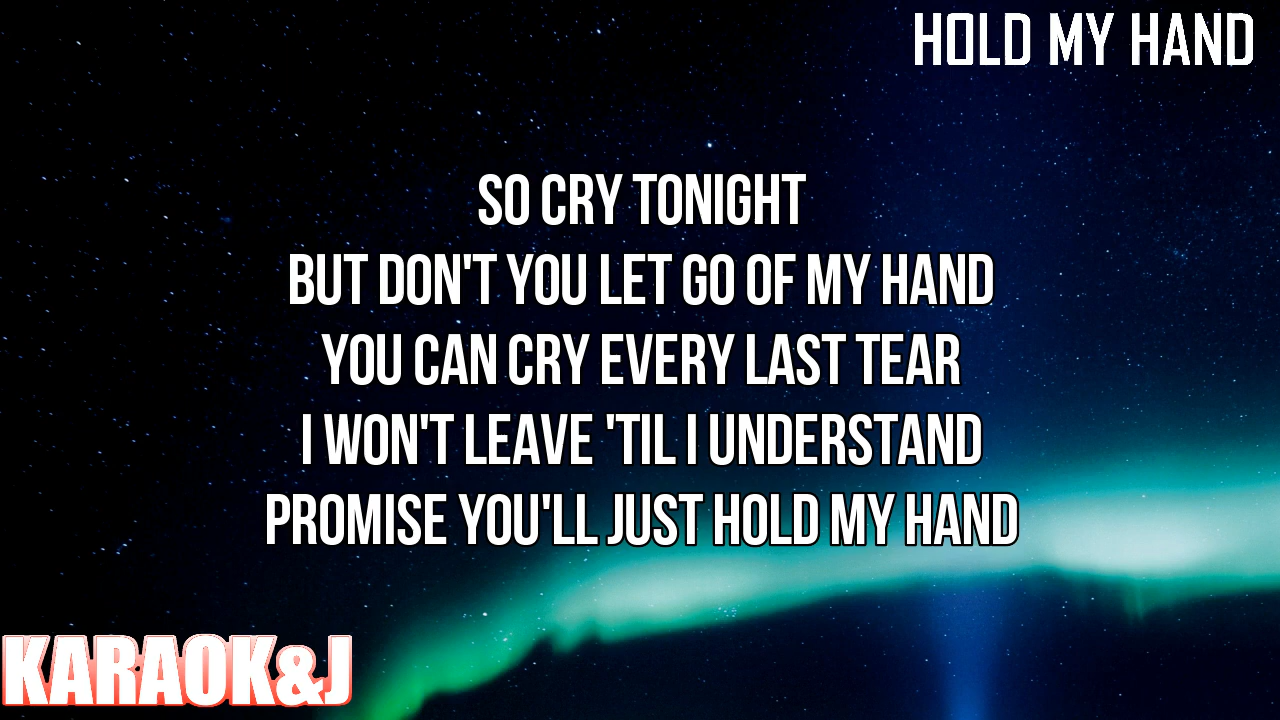 HOLD MY HAND
SO CRY TONIGHT
BUT DON'T YOU LET GO OF MY HAND
YOU CAN CRY EVERY LAST TEAR
I WON'T LEAVE 'TIL I UNDERSTAND
PROMISE YOU'LL JUST HOLD MY HAND
KARAOK&J